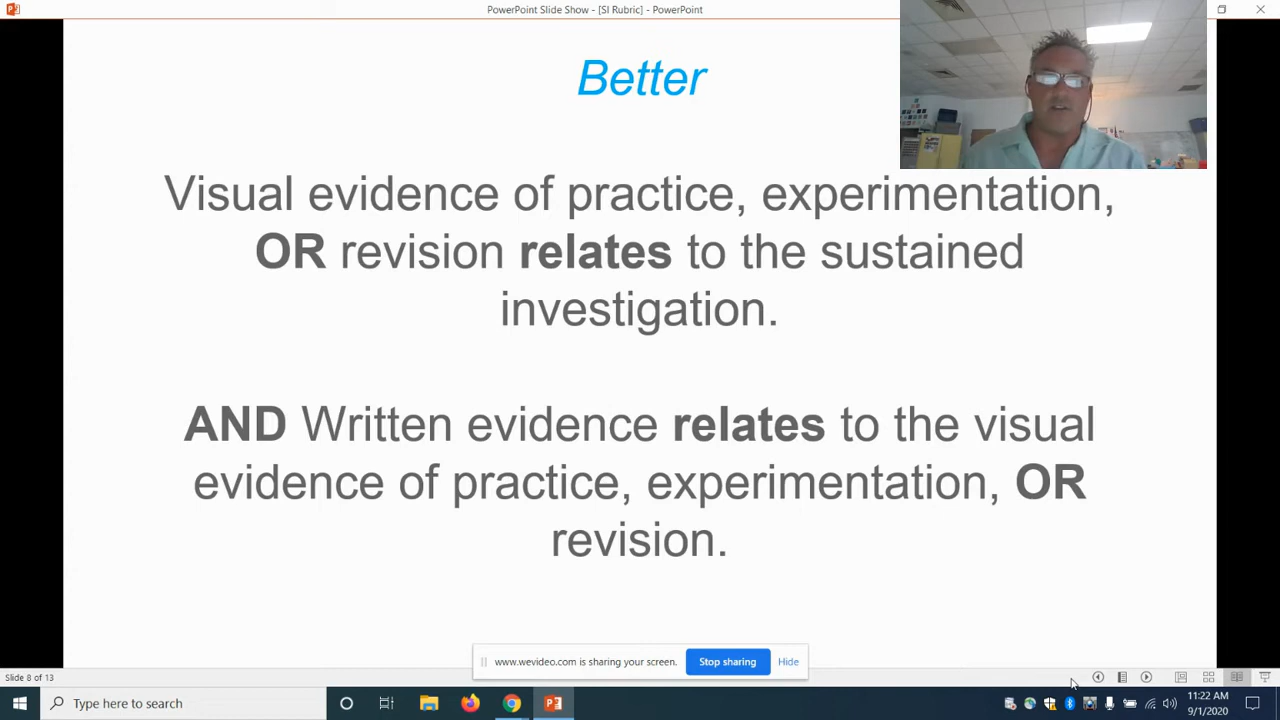 PowerPoint Slide Show - [SI Rubric] - PowerPoint
Better
Visual evidence of practice, experimentation,
OR revision relates to the sustained
investigation.
AND Written evidence relates to the visual
evidence of practice, experimentation, OR
revision.
www.wevideo.com is sharing your screen. Stop sharing Hide
Slide 8 of 13
Type here to search
11:22 AM
9/1/2020